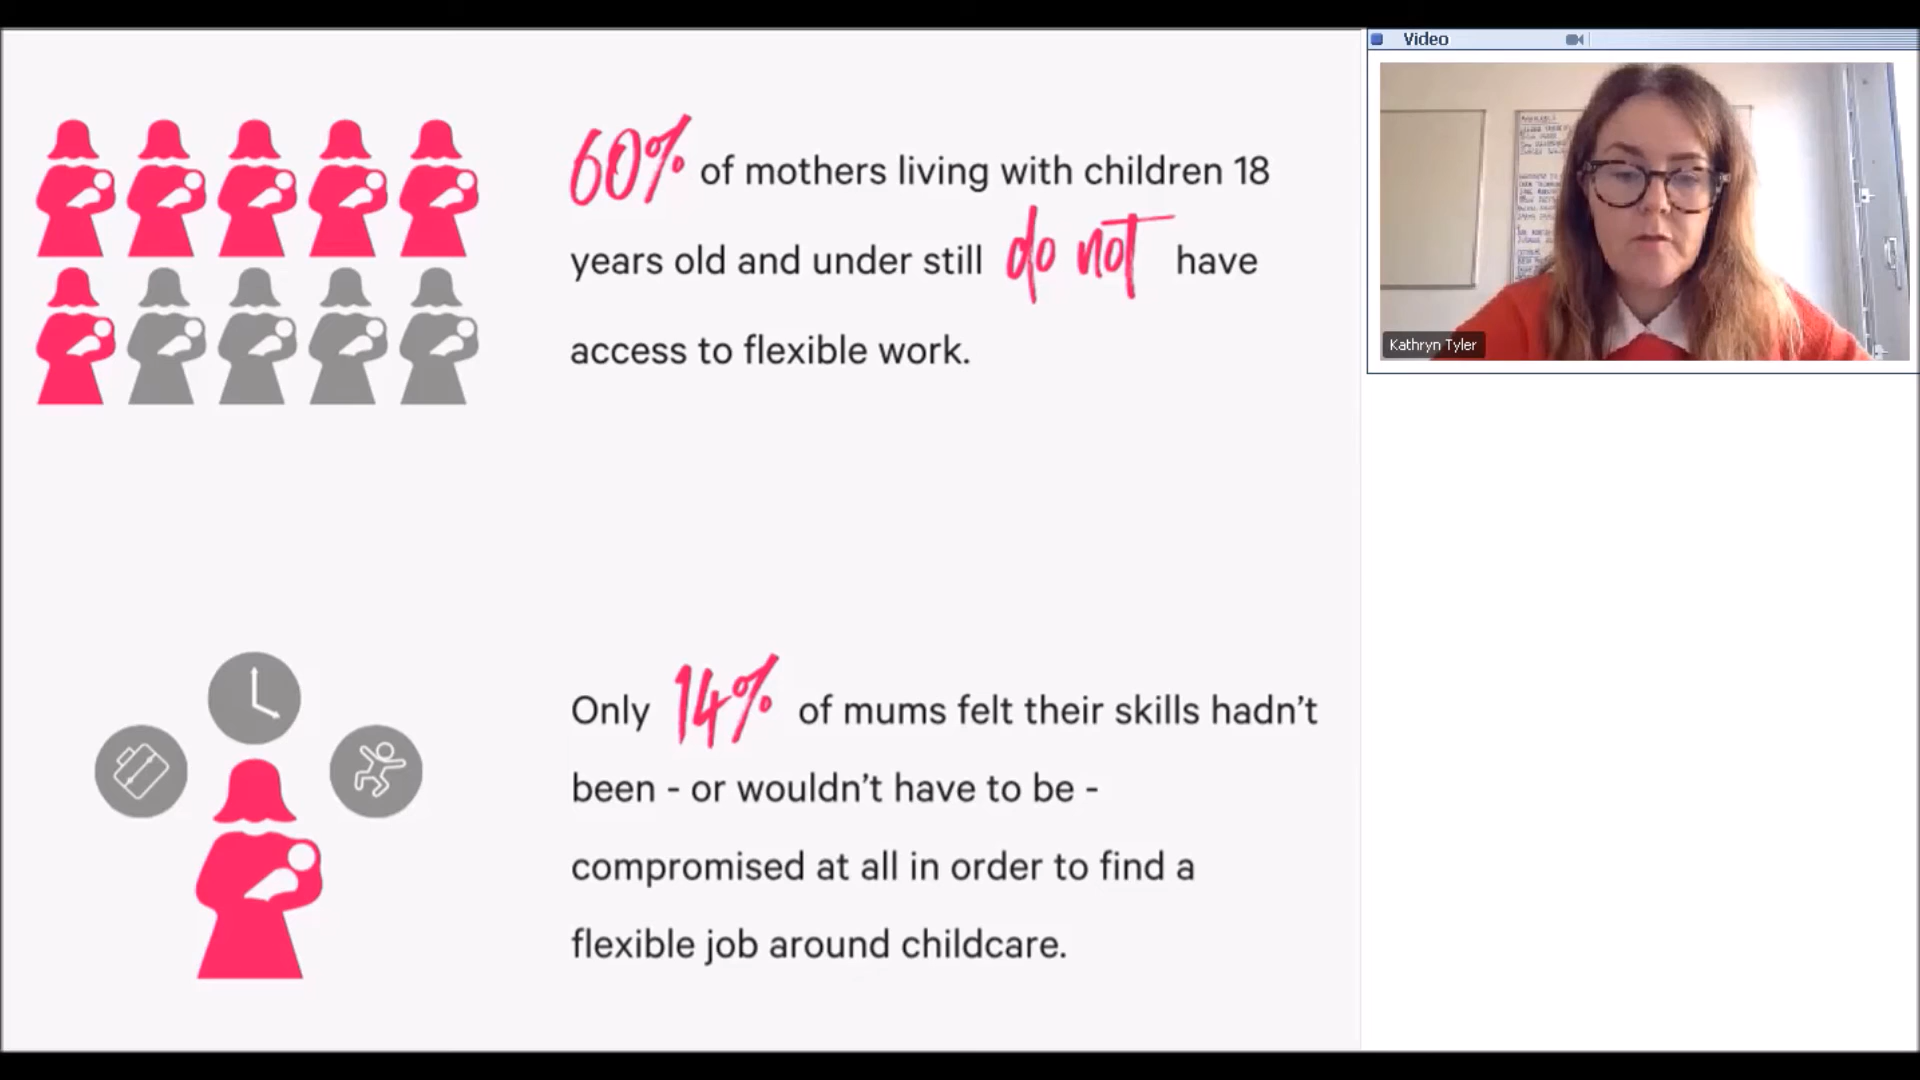 60% of mothers living with children 18
years old and under still do not have
access to flexible work.
Only 14% of mums felt their skills hadn't
been - or wouldn't have to be -
compromised at all in order to find a
flexible job around childcare.
Video
Kathryn Tyler